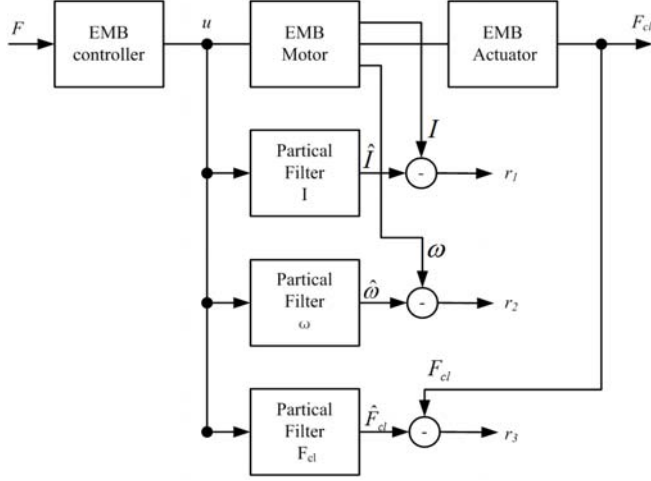 F
EMB
controller
u
EMB
Motor
EMB
Actuator
F_cl
I
Partical
Filter
I
Î
-
r_1
ω
Partical
Filter
ω
ω̂
-
r_2
F_cl
Partical
Filter
F_cl
F̂_cl
-
r_3